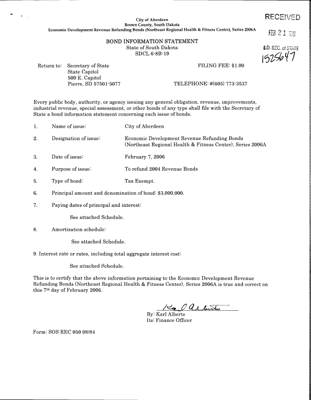 City of Aberdeen
Brown County, South Dakota
Economic Development Revenue Refunding Bonds (Northeast Regional Health & Fitness Center), Series 2006A
RECEIVED
FEB 21
S.D. SEC. of STATE
1525647
BOND INFORMATION STATEMENT
State of South Dakota
SDCL 6-8B-19
Return to: Secretary of State
FILING FEE: $1.00
State Capitol
500 E. Capitol
Pierre, SD 57501-5077
TELEPHONE: #(605) 773-3537
Every public body, authority, or agency issuing any general obligation, revenue, improvements,
industrial revenue, special assessment, or other bonds of any type shall file with the Secretary of
State a bond information statement concerning each issue of bonds.
1. Name of issue: City of Aberdeen
2. Designation of issue: Economic Development Revenue Refunding Bonds
(Northeast Regional Health & Fitness Center), Series 2006A
3. Date of issue: February 7, 2006
4. Purpose of issue: To refund 2004 Revenue Bonds
5. Type of bond: Tax Exempt.
6. Principal amount and denomination of bond: $3,000,000.
7. Paying dates of principal and interest:
See attached Schedule.
8. Amortization schedule:
See attached Schedule.
9. Interest rate or rates, including total aggregate interest cost:
See attached Schedule.
This is to certify that the above information pertaining to the Economic Development Revenue
Refunding Bonds (Northeast Regional Health & Fitness Center), Series 2006A is true and correct on
this 7th day of February 2006.
By: Karl Alberts
Its: Finance Officer
Form: SOS REC 050 08/84